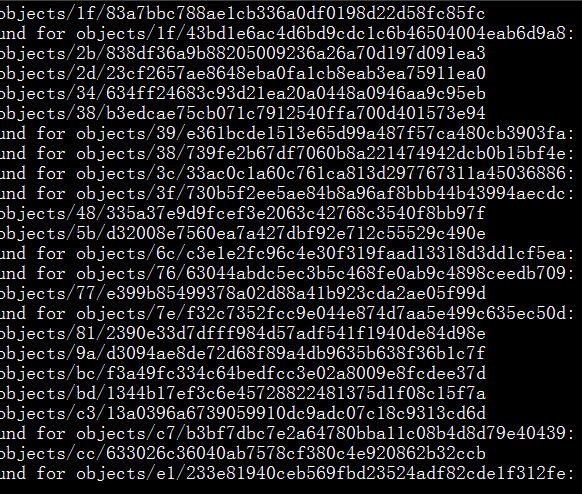 objects/1f/83a7bbc788ae1cb336a0df0198d22d58fc85fc
und for objects/1f/43bd1e6ac4d6bd9cdc1c6b46504004eab6d9a8:
objects/2b/838df36a9b88205009236a26a70d197d091ea3
objects/2d/23cf2657ae8648eba0fa1cb8eab3ea75911ea0
objects/34/634ff24683c93d21ea20a0448a0946aa9c95eb
objects/38/b3edcae75cb071c7912540ffa700d401573e94
und for objects/39/e361bcde1513e65d99a487f57ca480cb3903fa:
und for objects/38/739fe2b67df7060b8a221474942dcb0b15bf4e:
und for objects/3c/33ac0c1a60c761ca813d297767311a45036886:
und for objects/3f/730b5f2ee5ae84b8a96af8bbb44b43994aecdc:
objects/48/335a37e9d9fcef3e2063c42768c3540f8bb97f
objects/5b/d32008e7560ea7a427dbf92e712c55529c490e
und for objects/6c/c3e1e2fc96c4e30f319faad13318d3dd1cf5ea:
und for objects/76/63044abdc5ec3b5c468fe0ab9c4898ceedb709:
objects/77/e399b85499378a02d88a41b923cda2ae05f99d
und for objects/7e/f32c7352fcc9e044e874d7aa5e499c635ec50d:
objects/81/2390e33d7dfff984d57adf541f1940de84d98e
objects/9a/d3094ae8de72d68f89a4db9635b638f36b1c7f
objects/bc/f3a49fc334c64bedfcc3e02a8009e8fcdee37d
objects/bd/1344b17ef3c6e45728822481375d1f08c15f7a
objects/c3/13a0396a6739059910dc9adc07c18c9313cd6d
und for objects/c7/b3bf7dbc7e2a64780bba11c08b4d8d79e40439:
objects/cc/633026c36040ab7578cf380c4e920862b32ccb
und for objects/e1/233e81940ceb569fbd23524adf82cde1f312fe: